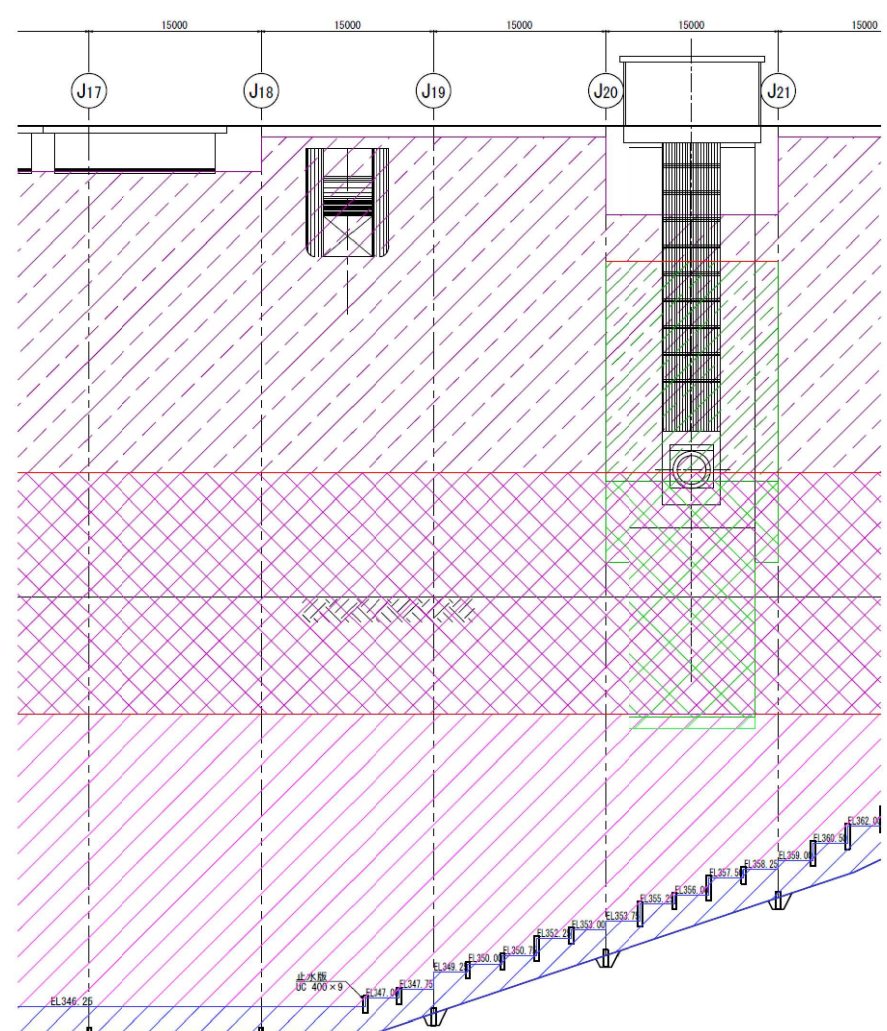 15000
15000
15000
15000
15000
J17
J18
J19
J20
J21
EL362.00
EL360.50
EL359.00
EL358.25
EL357.50
EL356.00
EL355.25
EL353.75
EL353.00
EL352.25
EL350.75
EL350.00
EL349.25
止水版
UC 400×9
EL347.75
EL347.00
EL346.25